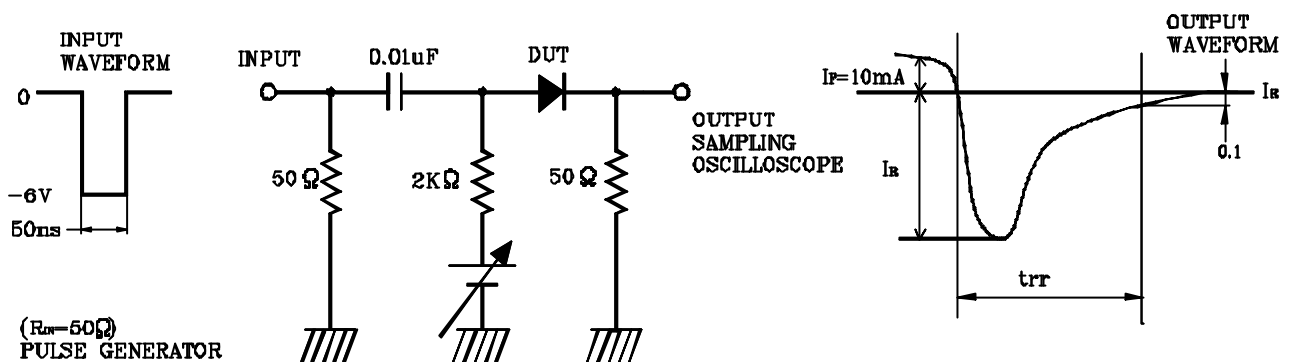 INPUT
WAVEFORM
0
-6V
50ns
(RIN=50Ω)
PULSE GENERATOR
INPUT
0.01uF
DUT
50Ω
2KΩ
50Ω
OUTPUT
SAMPLING
OSCILLOSCOPE
IF=10mA
IR
trr
OUTPUT
WAVEFORM
IR
0.1